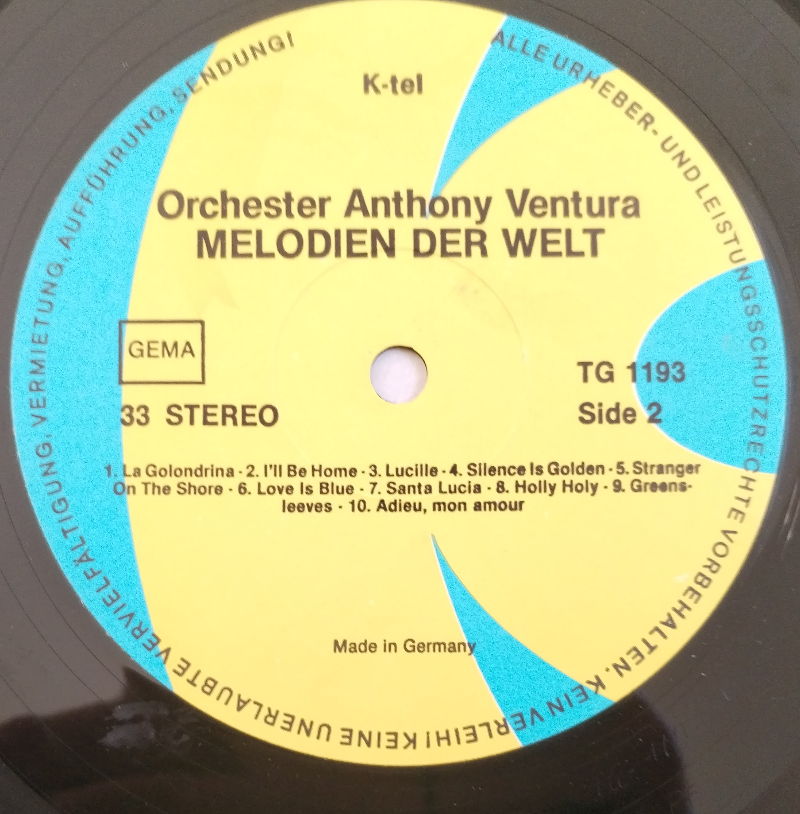 ALLE URHEBER- UND LEISTUNGSSCHUTZRECHTE VORBEHALTEN. KEIN VERLEIH! KEINE UNERLAUBTE VERVIELFÄLTIGUNG, VERMIETUNG, AUFFÜHRUNG, SENDUNG!
K-tel
Orchester Anthony Ventura
MELODIEN DER WELT
GEMA
33 STEREO
TG 1193
Side 2
1. La Golondrina · 2. I'll Be Home · 3. Lucille · 4. Silence Is Golden · 5. Stranger
On The Shore · 6. Love Is Blue · 7. Santa Lucia · 8. Holly Holy · 9. Greens-
leeves · 10. Adieu, mon amour
Made in Germany